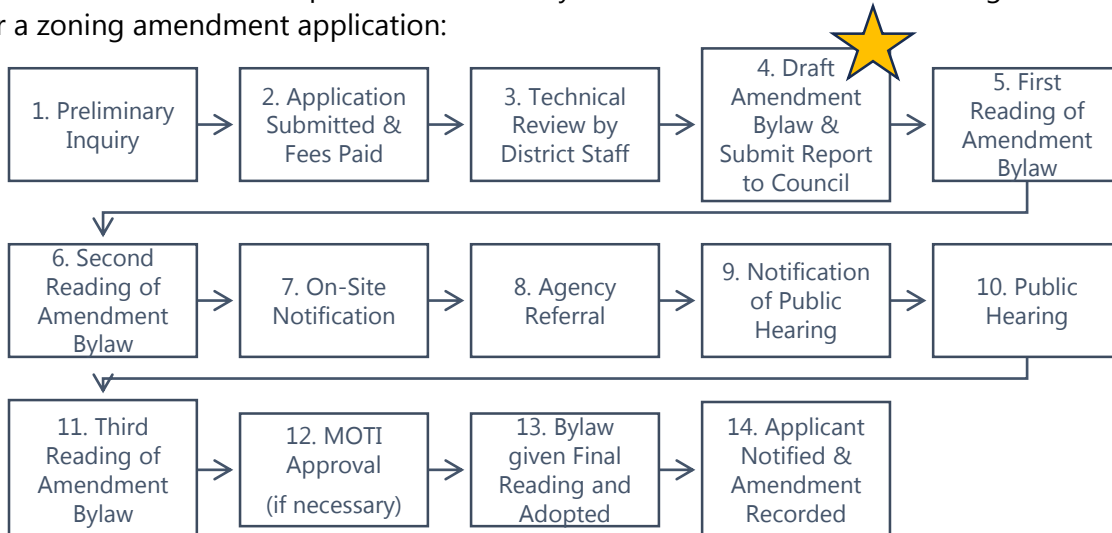 r a zoning amendment application:
1. Preliminary
Inquiry
2. Application
Submitted &
Fees Paid
3. Technical
Review by
District Staff
4. Draft
Amendment
Bylaw &
Submit Report
to Council
5. First
Reading of
Amendment
Bylaw
6. Second
Reading of
Amendment
Bylaw
7. On-Site
Notification
8. Agency
Referral
9. Notification
of Public
Hearing
10. Public
Hearing
11. Third
Reading of
Amendment
Bylaw
12. MOTI
Approval
(if necessary)
13. Bylaw
given Final
Reading and
Adopted
14. Applicant
Notified &
Amendment
Recorded